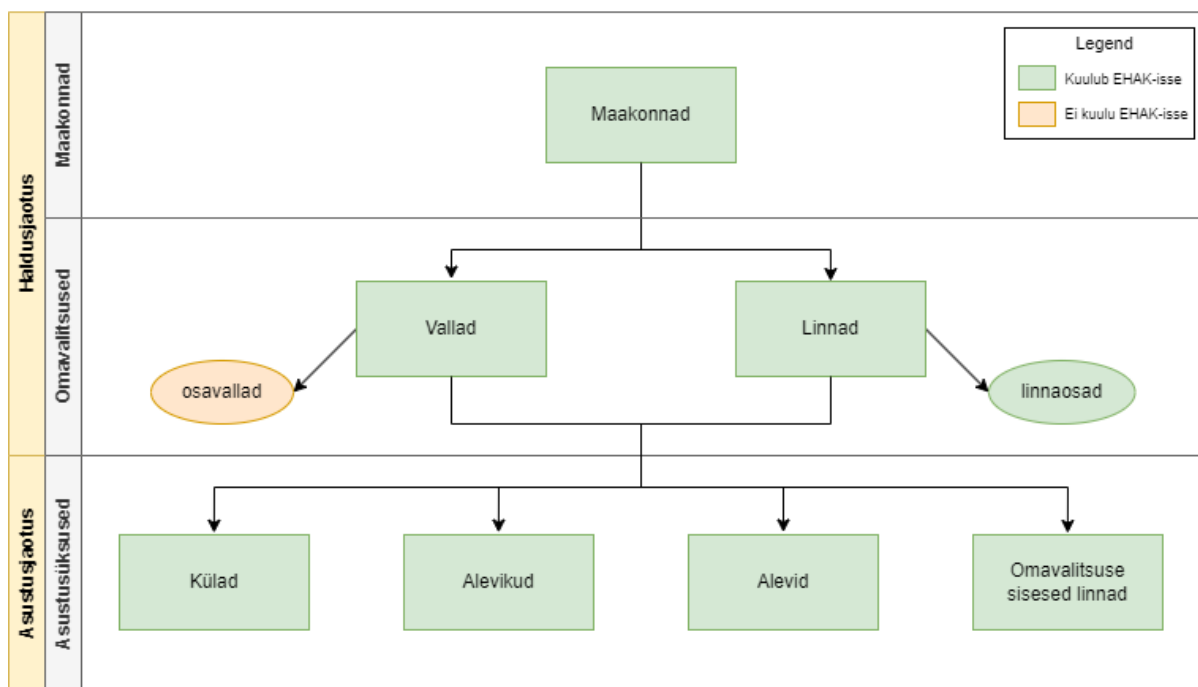 Legend
Kuulub EHAK-isse
Ei kuulu EHAK-isse
Haldusjaotus
Maakonnad
Maakonnad
Omavalitsused
Vallad
Linnad
osavallad
linnaosad
Asustusjaotus
Asustusüksused
Külad
Alevikud
Alevid
Omavalitsuse
sisesed linnad